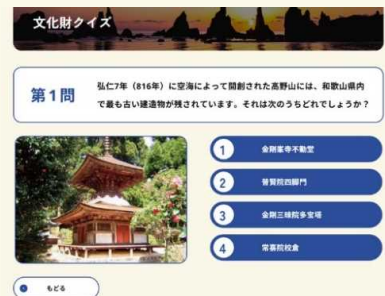 文化財クイズ
第1問
弘仁7年（816年）に空海によって開創された高野山には、和歌山県内
で最も古い建造物が残されています。それは次のうちどれでしょうか？
1 金剛峯寺不動堂
2 普賢院四脚門
3 金剛三昧院多宝塔
4 常喜院校倉
もどる